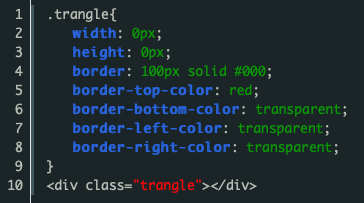 1 .trangle{
2 width: 0px;
3 height: 0px;
4 border: 100px solid #000;
5 border-top-color: red;
6 border-bottom-color: transparent;
7 border-left-color: transparent;
8 border-right-color: transparent;
9 }
10 <div class="trangle"></div>